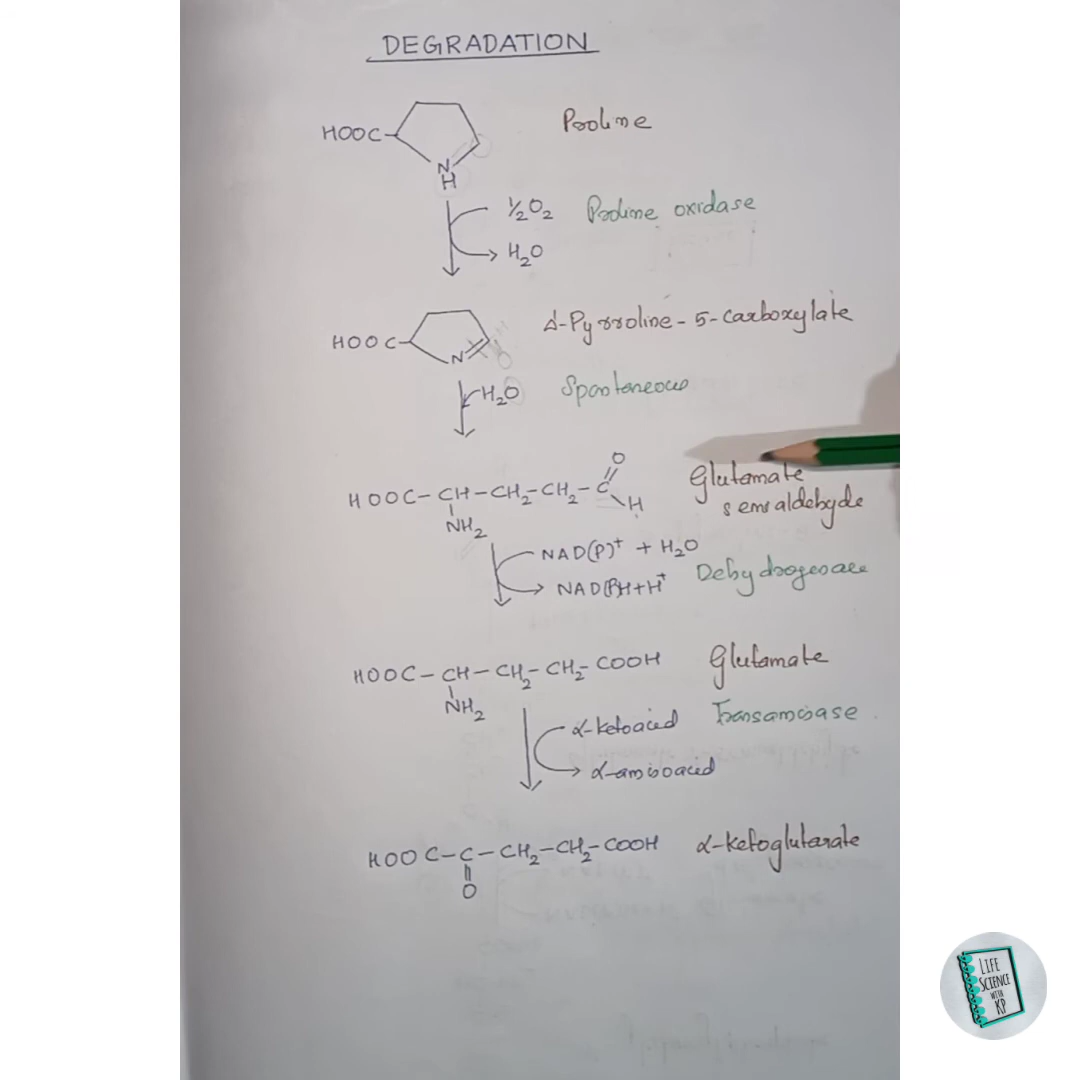 DEGRADATION
HOOC- N H Proline
½O₂ Proline oxidase
H₂O
HOOC- N Δ-Pyrroline-5-carboxylate
H₂O Spontaneous
HOOC-CH-CH₂-CH₂-C O H Glutamate
NH₂ semialdehyde
NAD(P)⁺ + H₂O
NAD(P)H+H⁺ Dehydrogenase
HOOC-CH-CH₂-CH₂-COOH Glutamate
NH₂
α-ketoacid Transaminase
α-aminoacid
HOOC-C-CH₂-CH₂-COOH α-ketoglutarate
O
LIFE
SCIENCE
WITH
KP